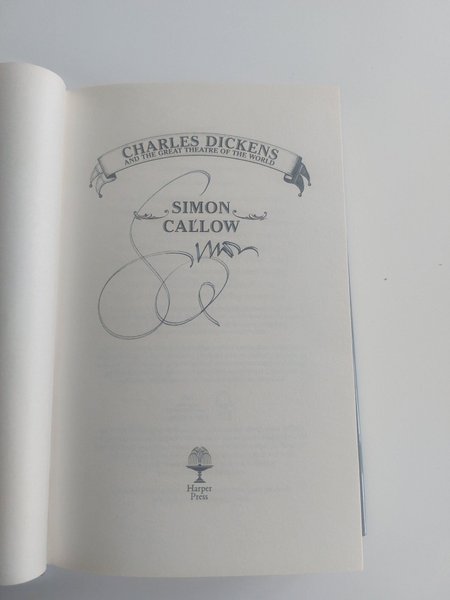 CHARLES DICKENS
AND THE GREAT THEATRE OF THE WORLD
SIMON
CALLOW
Simon
Harper
Press